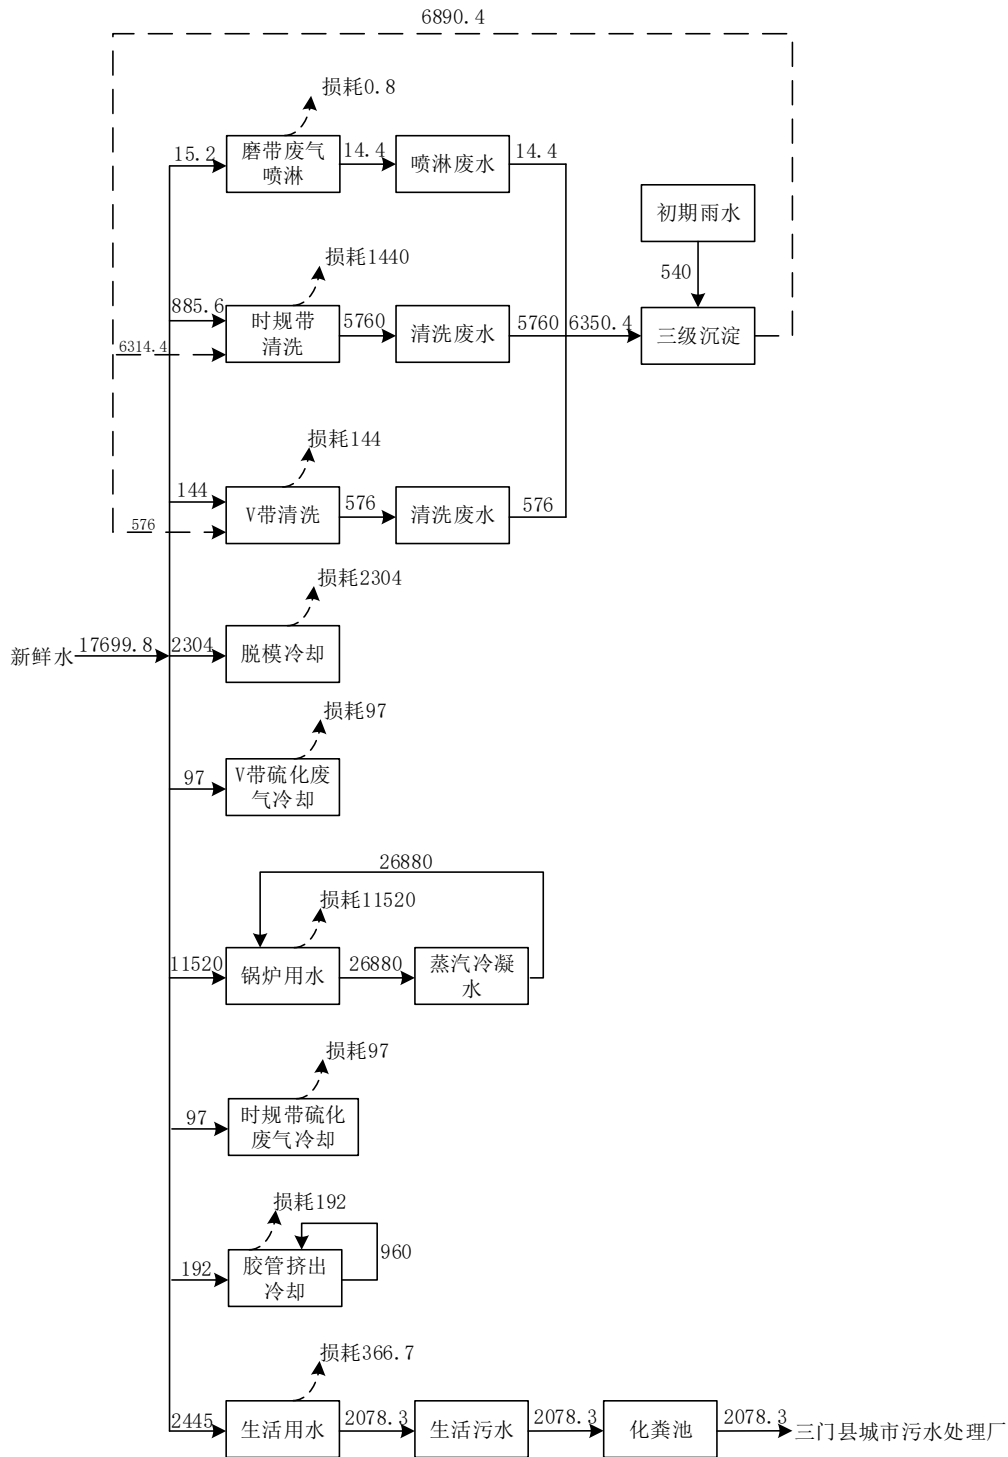 6890.4
损耗0.8
15.2
磨带废气
喷淋
14.4
喷淋废水
14.4
初期雨水
540
损耗1440
885.6
时规带
清洗
5760
清洗废水
5760
6350.4
三级沉淀
6314.4
损耗144
144
V带清洗
576
清洗废水
576
576
损耗2304
新鲜水
17699.8
2304
脱模冷却
损耗97
97
V带硫化废
气冷却
26880
损耗11520
11520
锅炉用水
26880
蒸汽冷凝
水
损耗97
97
时规带硫化
废气冷却
损耗192
192
胶管挤出
冷却
960
损耗366.7
2445
生活用水
2078.3
生活污水
2078.3
化粪池
2078.3
三门县城市污水处理厂